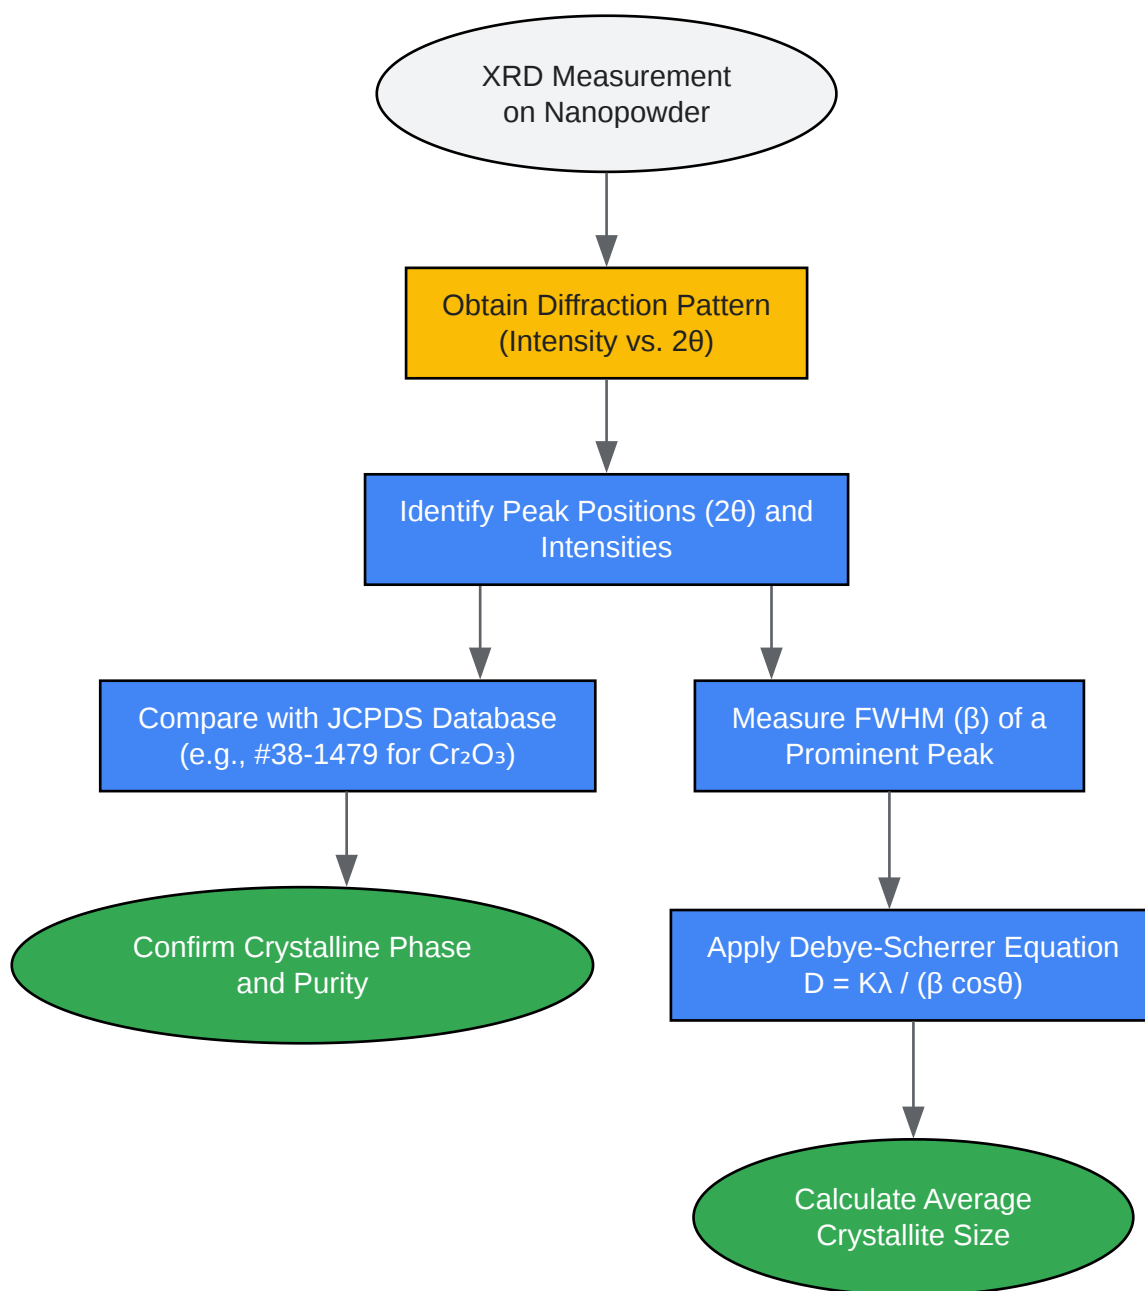 XRD Measurement
on Nanopowder
Obtain Diffraction Pattern
(Intensity vs. 2θ)
Identify Peak Positions (2θ) and
Intensities
Compare with JCPDS Database
(e.g., #38-1479 for Cr₂O₃)
Measure FWHM (β) of a
Prominent Peak
Confirm Crystalline Phase
and Purity
Apply Debye-Scherrer Equation
D = Kλ / (β cosθ)
Calculate Average
Crystallite Size